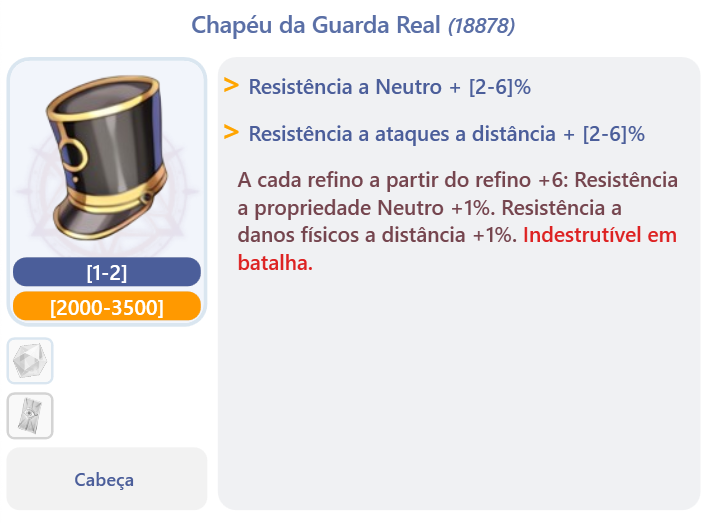 Chapéu da Guarda Real (18878)
> Resistência a Neutro + [2-6]%
> Resistência a ataques a distância + [2-6]%
A cada refino a partir do refino +6: Resistência
a propriedade Neutro +1%. Resistência a
danos físicos a distância +1%. Indestrutível em
batalha.
[1-2]
[2000-3500]
Cabeça